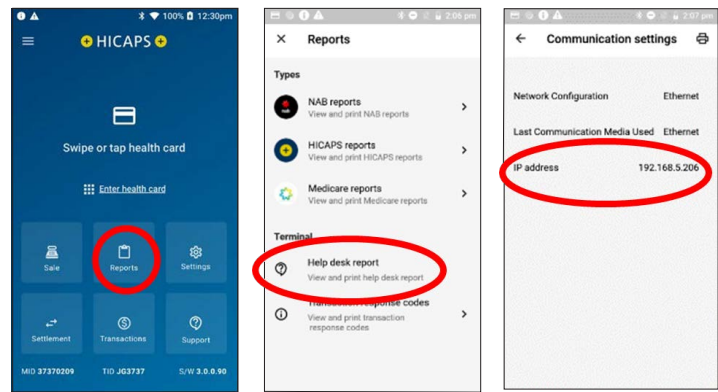 100% 12:30pm
HICAPS
Swipe or tap health card
Enter health card
Sale
Reports
Settings
Settlement
Transactions
Support
MID 37370209
TID JG3737
S/W 3.0.0.90
2:06 pm
Reports
Types
NAB reports
View and print NAB reports
HICAPS reports
View and print HICAPS reports
Medicare reports
View and print Medicare reports
Terminal
Help desk report
View and print help desk report
Transaction response codes
View and print transaction
response codes
2:07 pm
Communication settings
Network Configuration Ethernet
Last Communication Media Used Ethernet
IP address 192.168.5.206